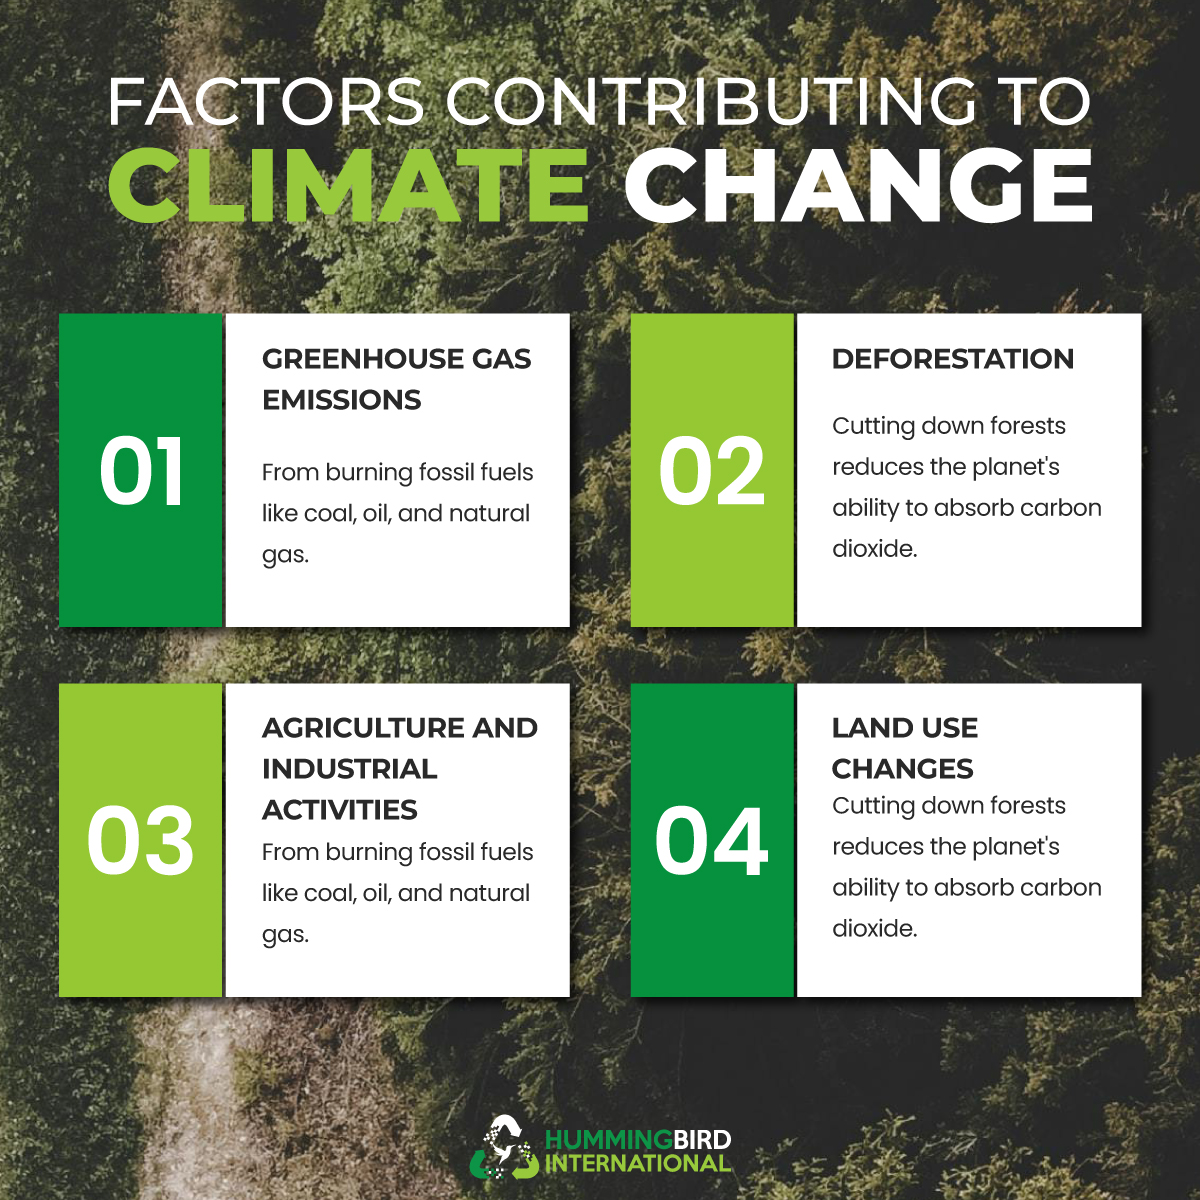 FACTORS CONTRIBUTING TO
CLIMATE CHANGE
01
GREENHOUSE GAS
EMISSIONS
From burning fossil fuels
like coal, oil, and natural
gas.
02
DEFORESTATION
Cutting down forests
reduces the planet's
ability to absorb carbon
dioxide.
03
AGRICULTURE AND
INDUSTRIAL
ACTIVITIES
From burning fossil fuels
like coal, oil, and natural
gas.
04
LAND USE
CHANGES
Cutting down forests
reduces the planet's
ability to absorb carbon
dioxide.
HUMMINGBIRD
INTERNATIONAL